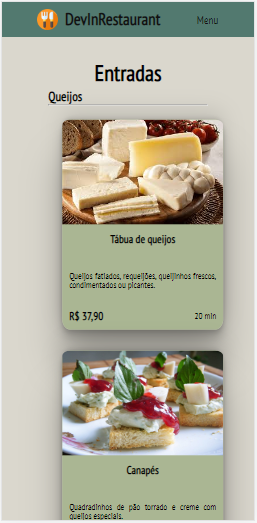 DevInRestaurant
Menu
Entradas
Queijos
Tábua de queijos
Queijos fatiados, requeijões, queijinhos frescos,
condimentados ou picantes.
R$ 37,90
20 min
Canapés
Quadradinhos de pão torrado e creme com
queijos especiais.